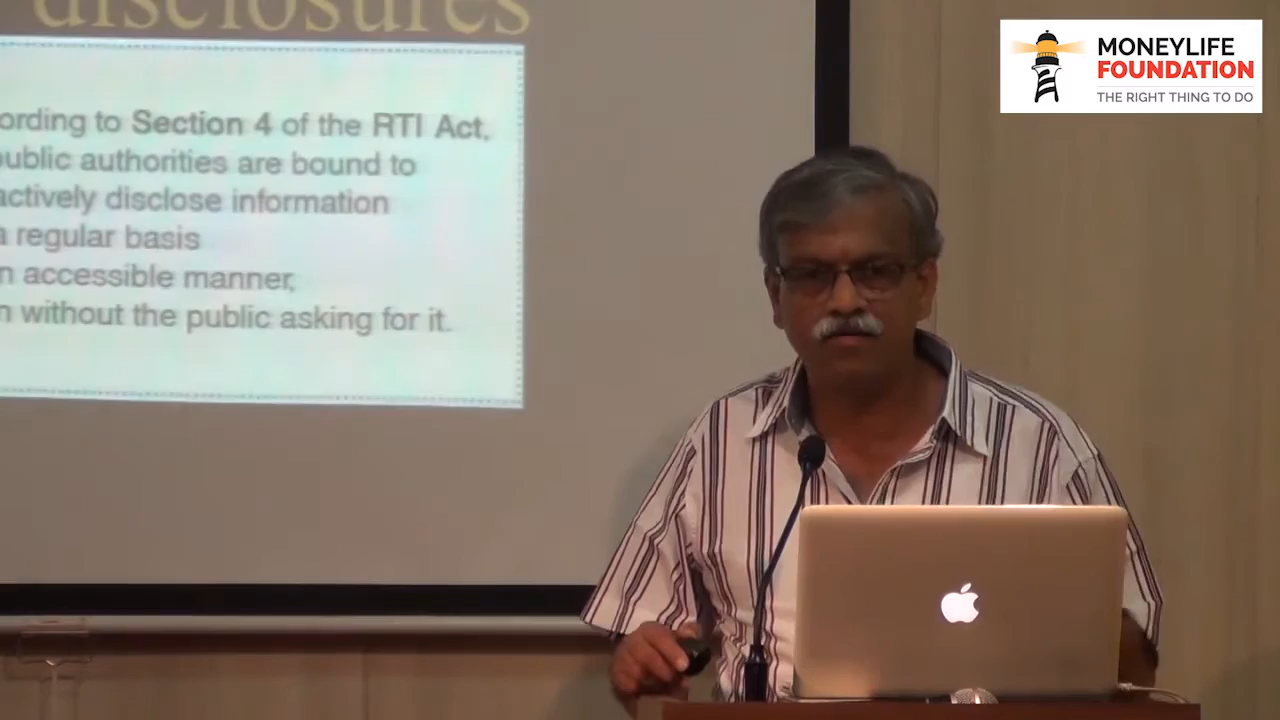 disclosures
ording to Section 4 of the RTI Act,
public authorities are bound to
actively disclose information
a regular basis
n accessible manner,
n without the public asking for it.
MONEYLIFE
FOUNDATION
THE RIGHT THING TO DO